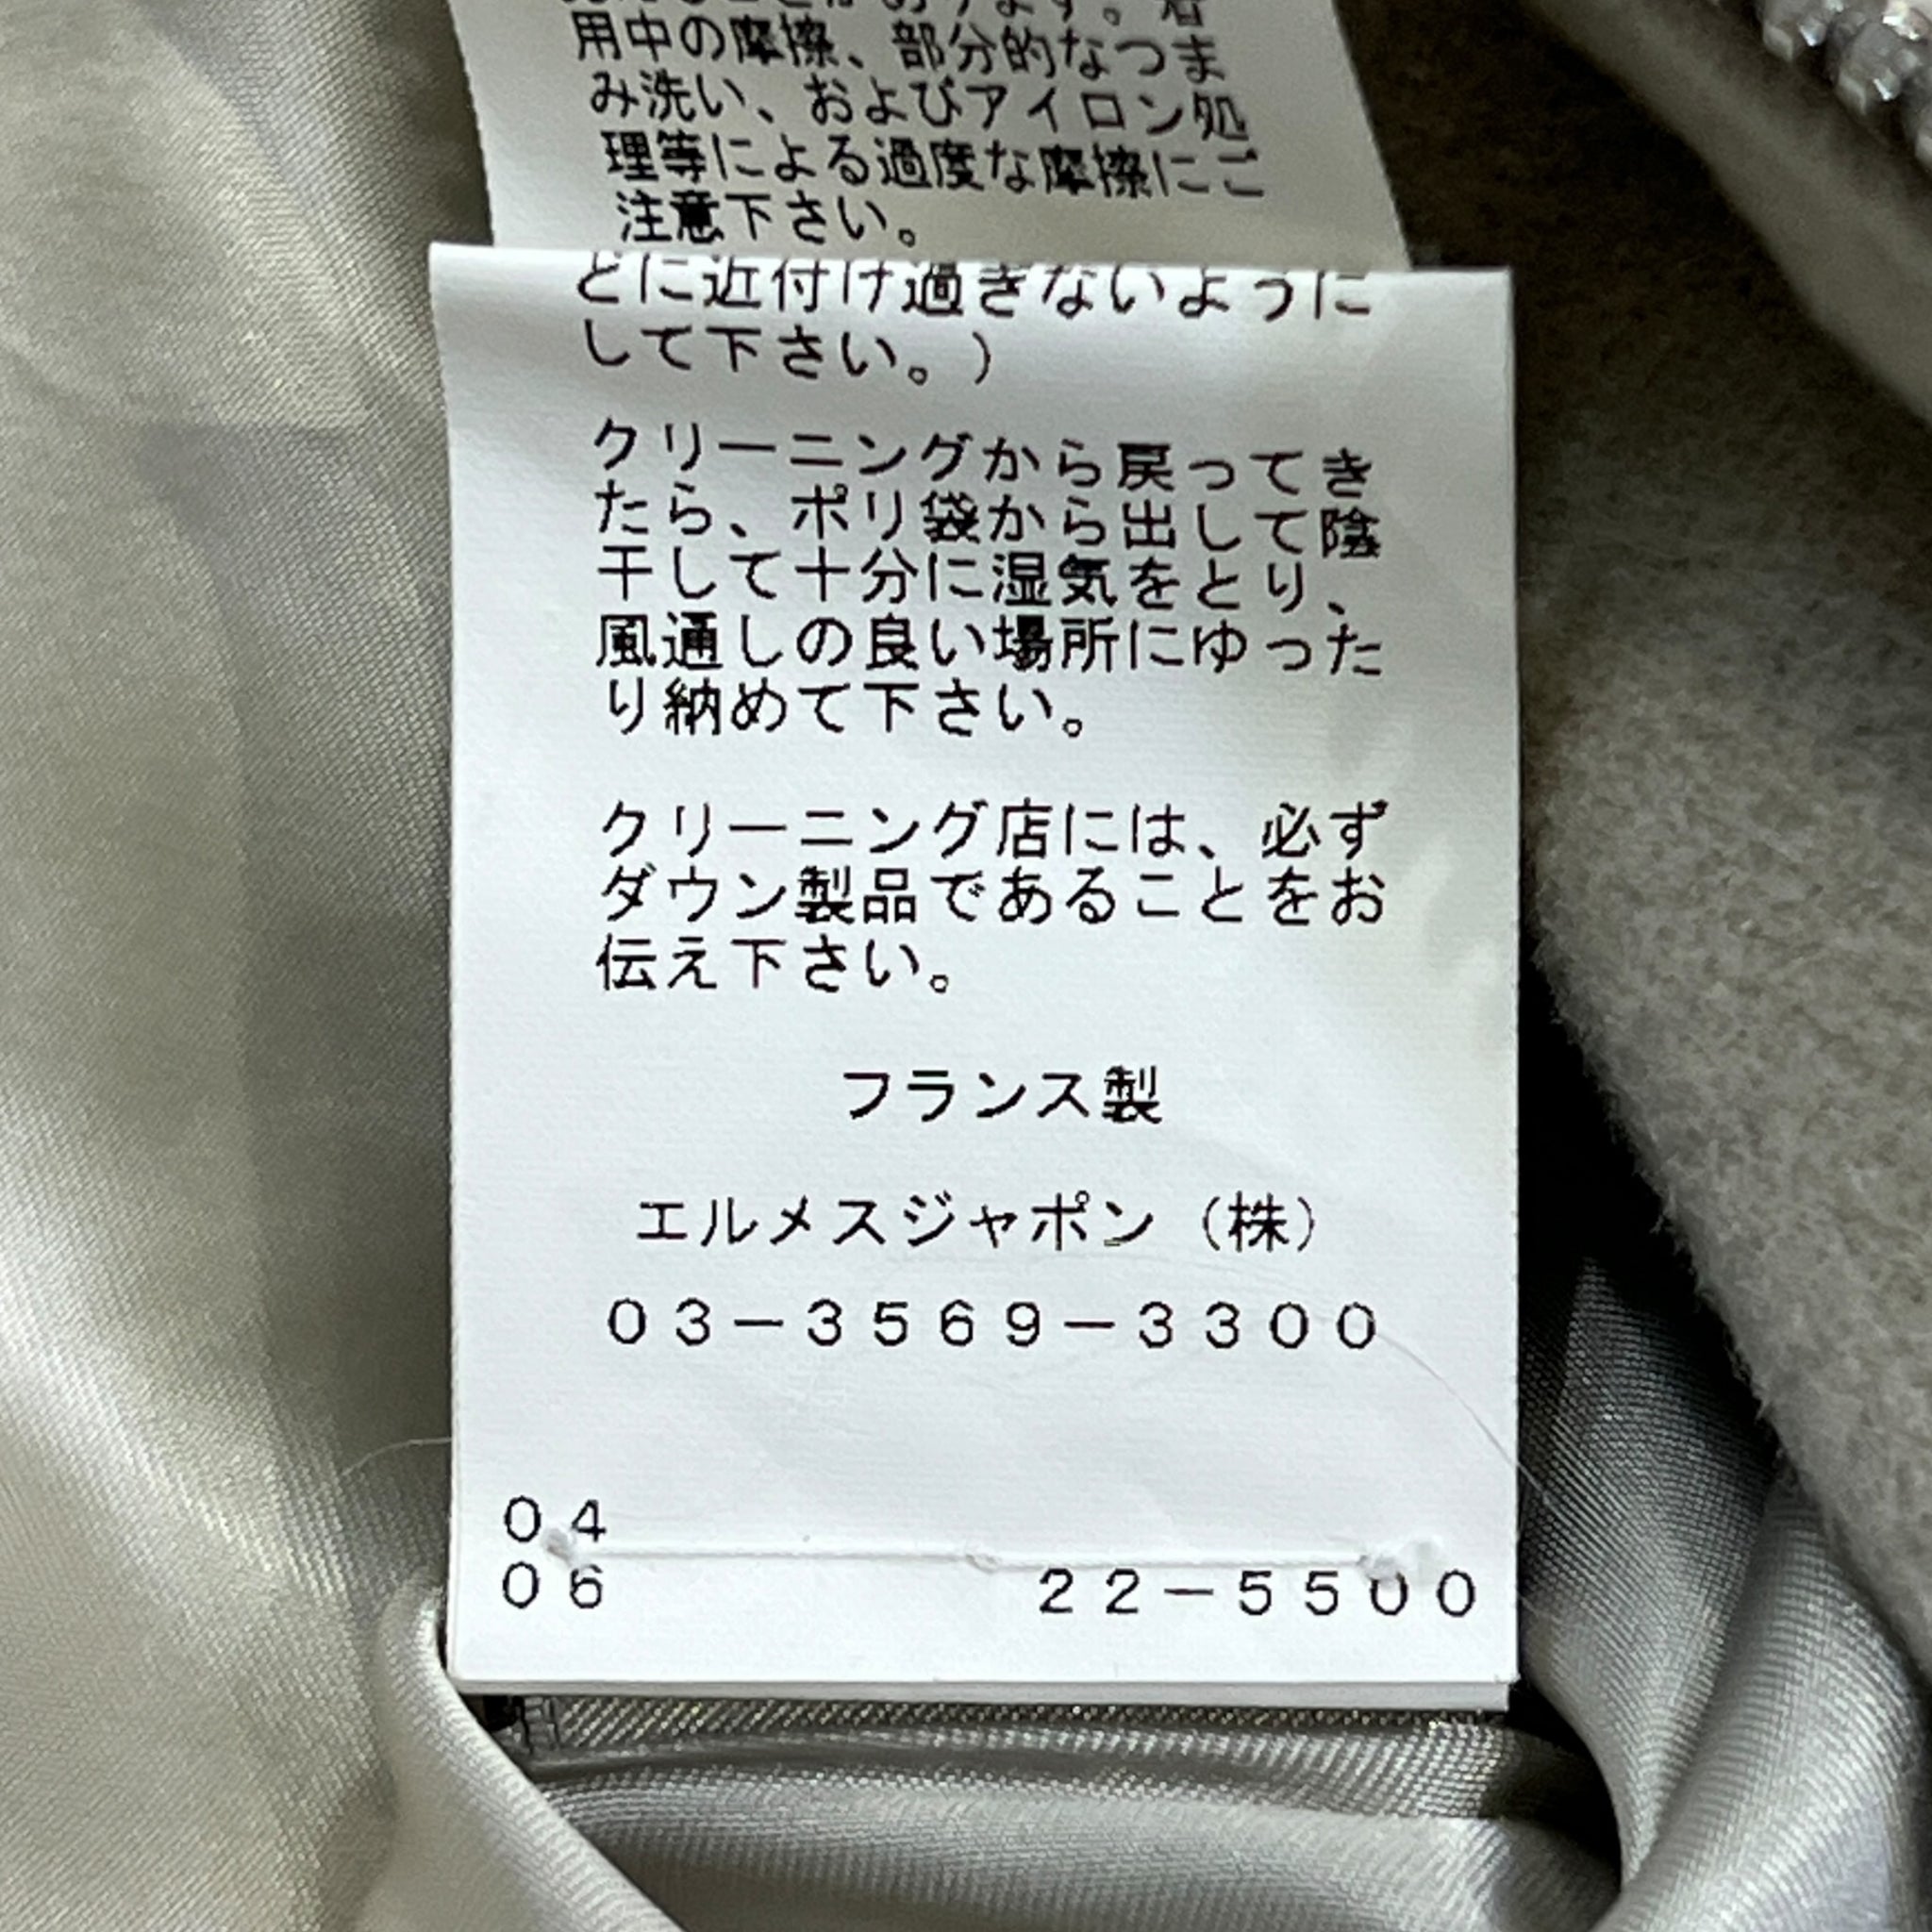 用中の摩擦、部分的なつま
み洗い、およびアイロン処
理等による過度な摩擦にご
注意下さい。
どに近付け過ぎないように
して下さい。)
クリーニングから戻ってき
たら、ポリ袋から出して陰
干して十分に湿気をとり、
風通しの良い場所にゆった
り納めて下さい。
クリーニング店には、必ず
ダウン製品であることをお
伝え下さい。
フランス製
エルメスジャポン(株)
03-3569-3300
04
06 22-5500